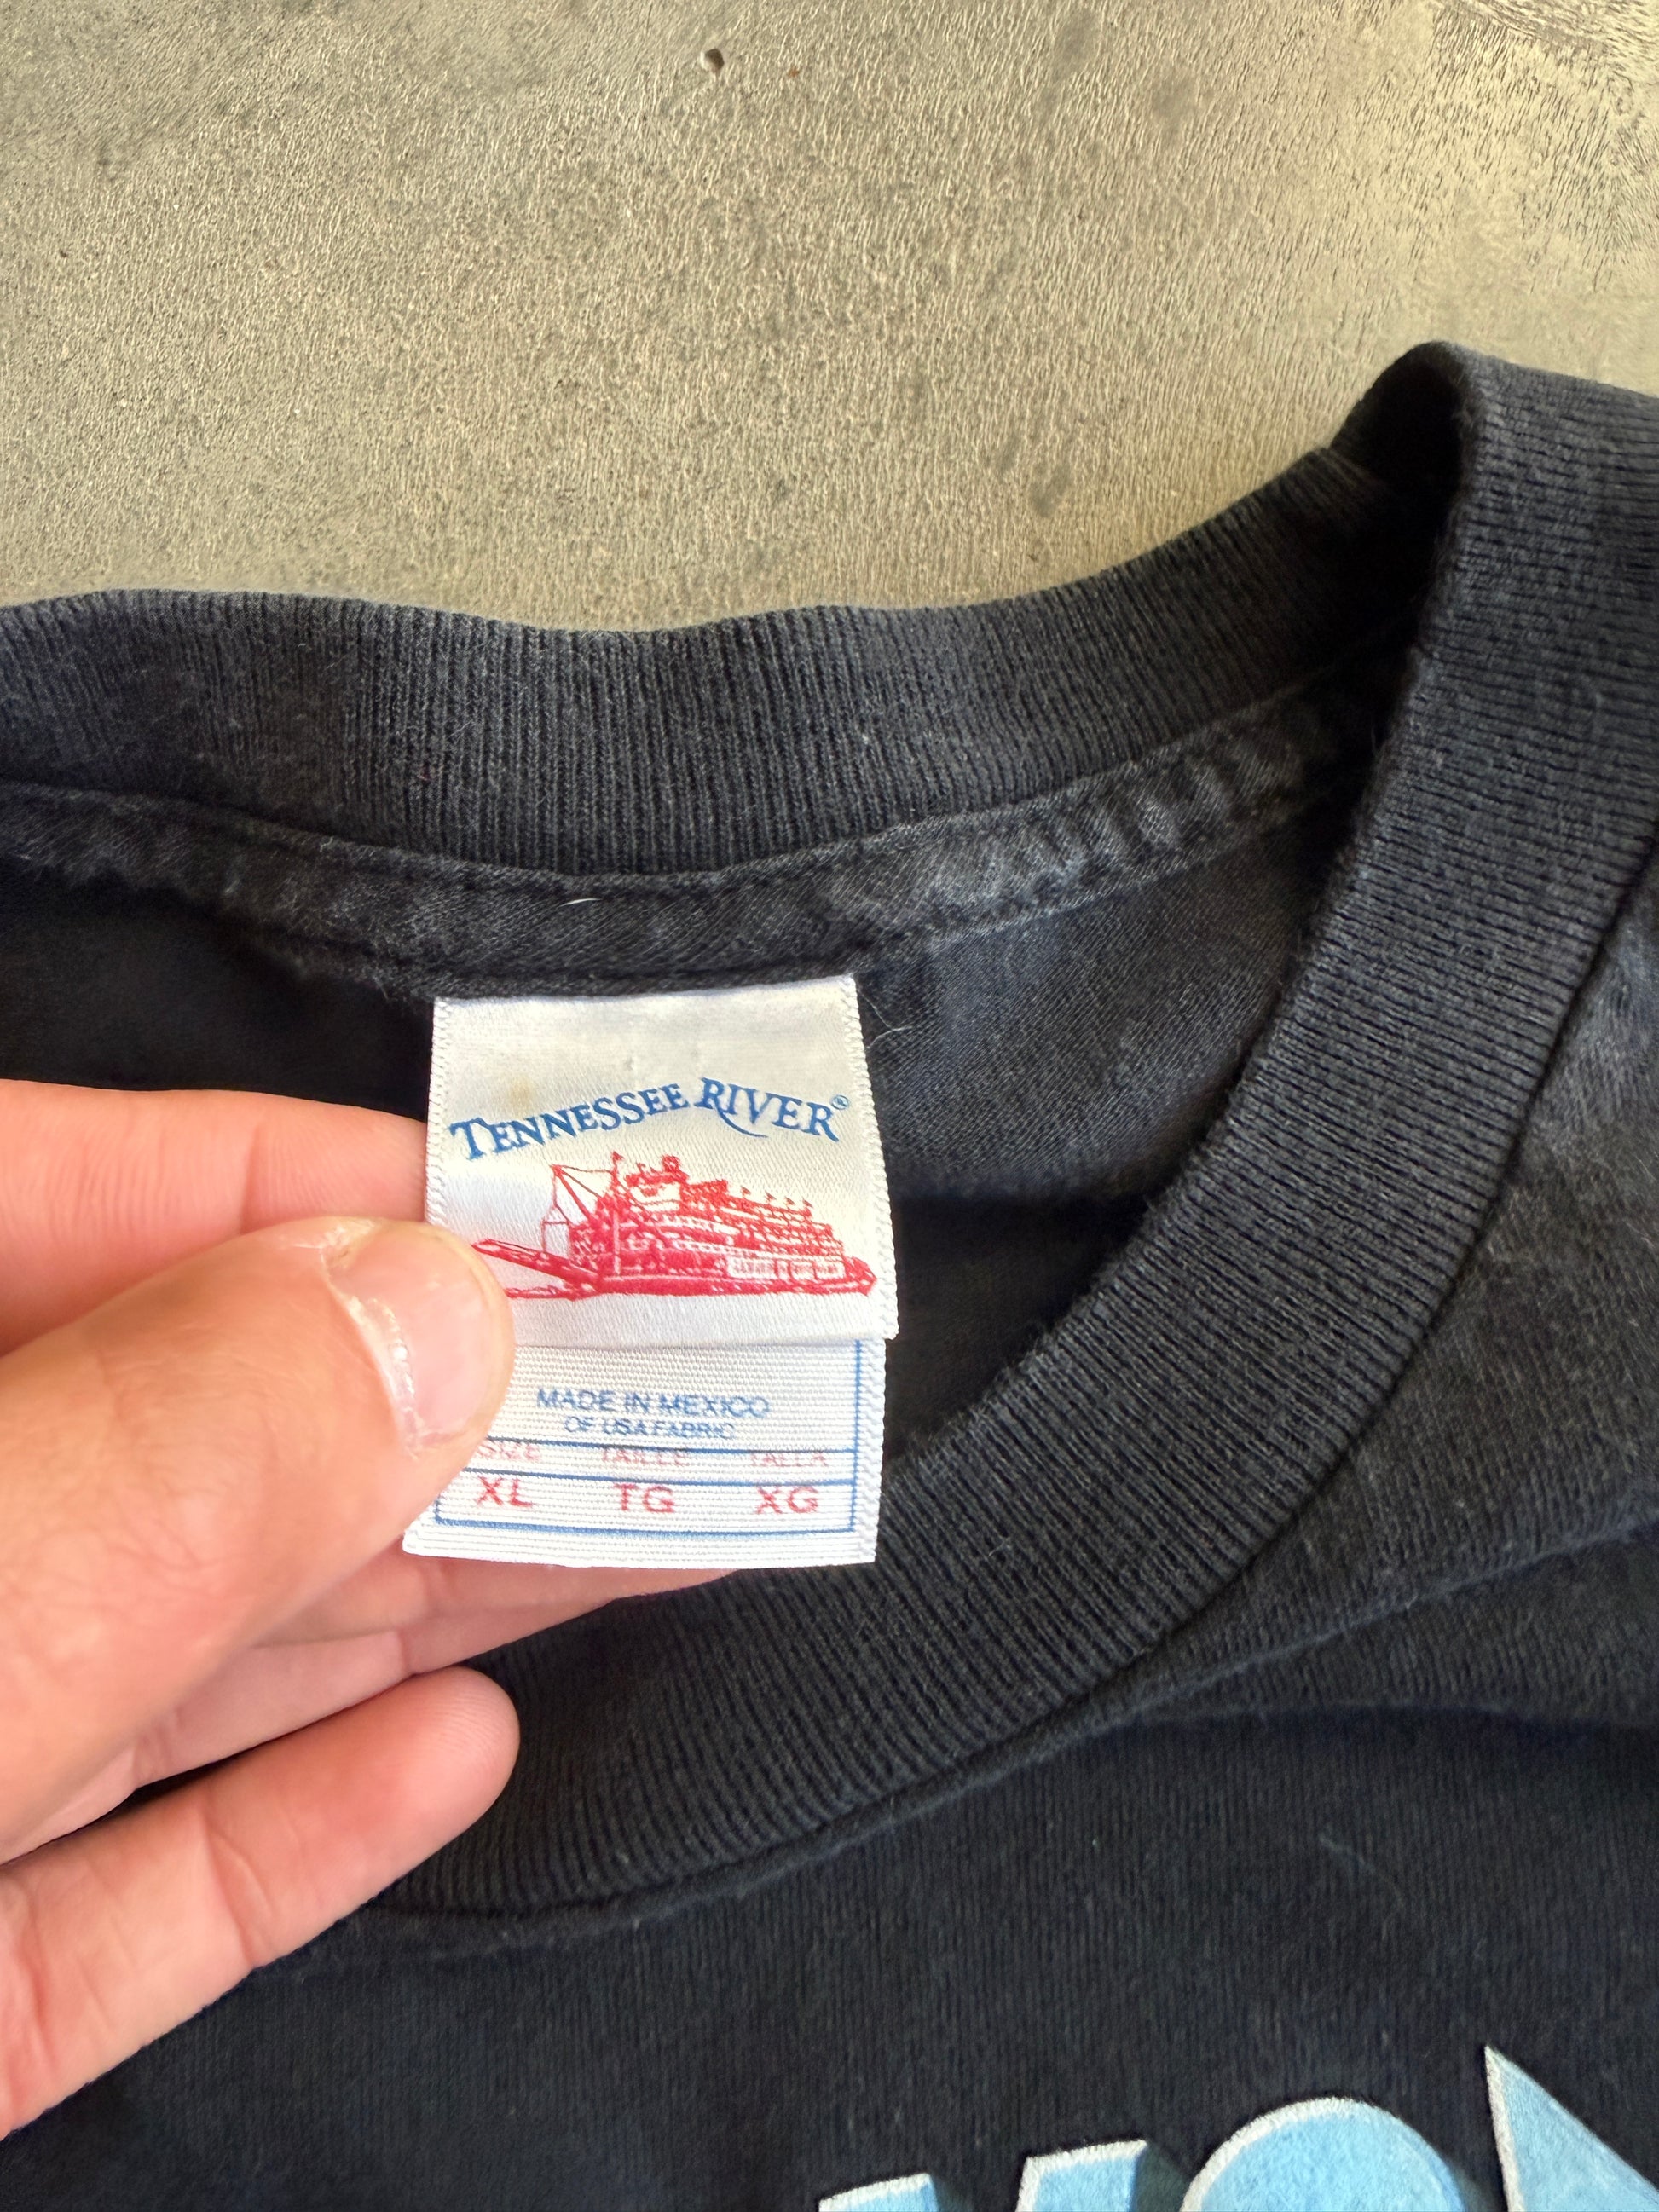 TENNESSEE RIVER®
MADE IN MEXICO
OF USA FABRIC
SIZE TAILLE TALLA
XL TG XG